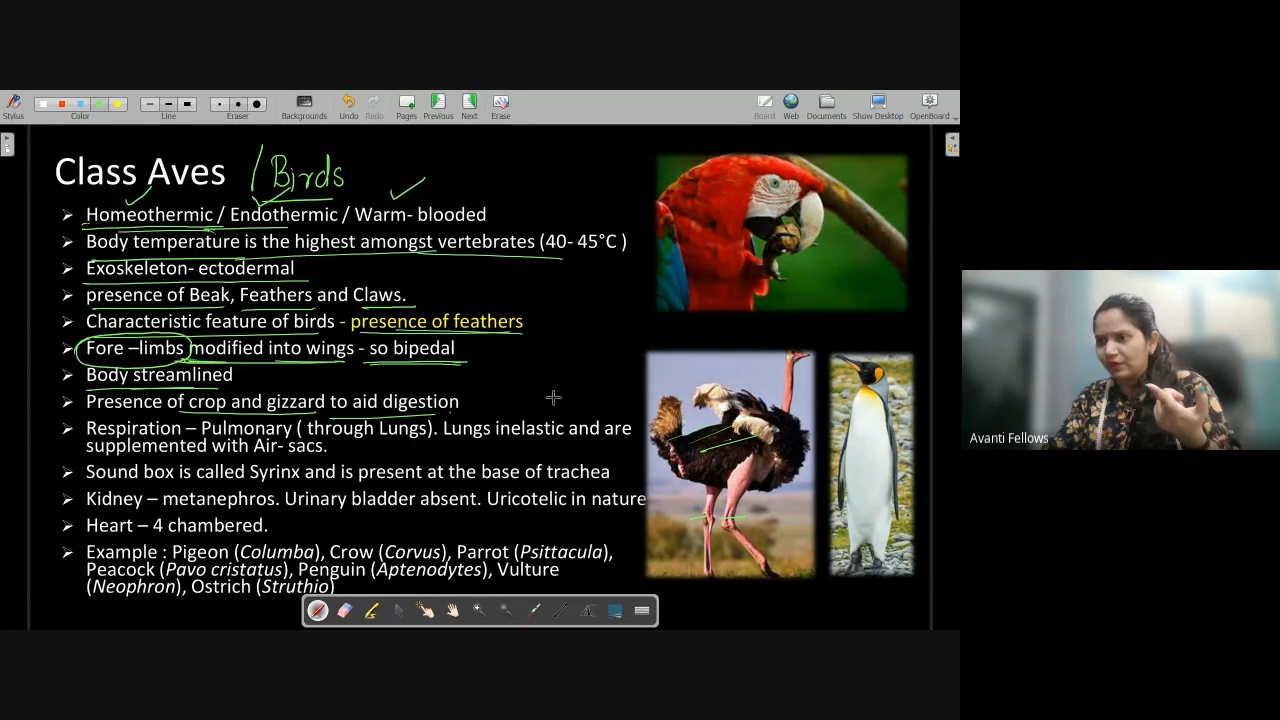 Stylus
Color
Line
Eraser
Backgrounds
Undo
Redo
Pages
Previous
Next
Erase
Board
Web
Documents
Show Desktop
OpenBoard
Class Aves / Birds
➢ Homeothermic / Endothermic / Warm- blooded
➢ Body temperature is the highest amongst vertebrates (40- 45°C )
➢ Exoskeleton- ectodermal
➢ presence of Beak, Feathers and Claws.
➢ Characteristic feature of birds - presence of feathers
➢ Fore –limbs modified into wings - so bipedal
➢ Body streamlined
➢ Presence of crop and gizzard to aid digestion
➢ Respiration – Pulmonary ( through Lungs). Lungs inelastic and are
supplemented with Air- sacs.
➢ Sound box is called Syrinx and is present at the base of trachea
➢ Kidney – metanephros. Urinary bladder absent. Uricotelic in nature
➢ Heart – 4 chambered.
➢ Example : Pigeon (Columba), Crow (Corvus), Parrot (Psittacula),
Peacock (Pavo cristatus), Penguin (Aptenodytes), Vulture
(Neophron), Ostrich (Struthio)
Avanti Fellows